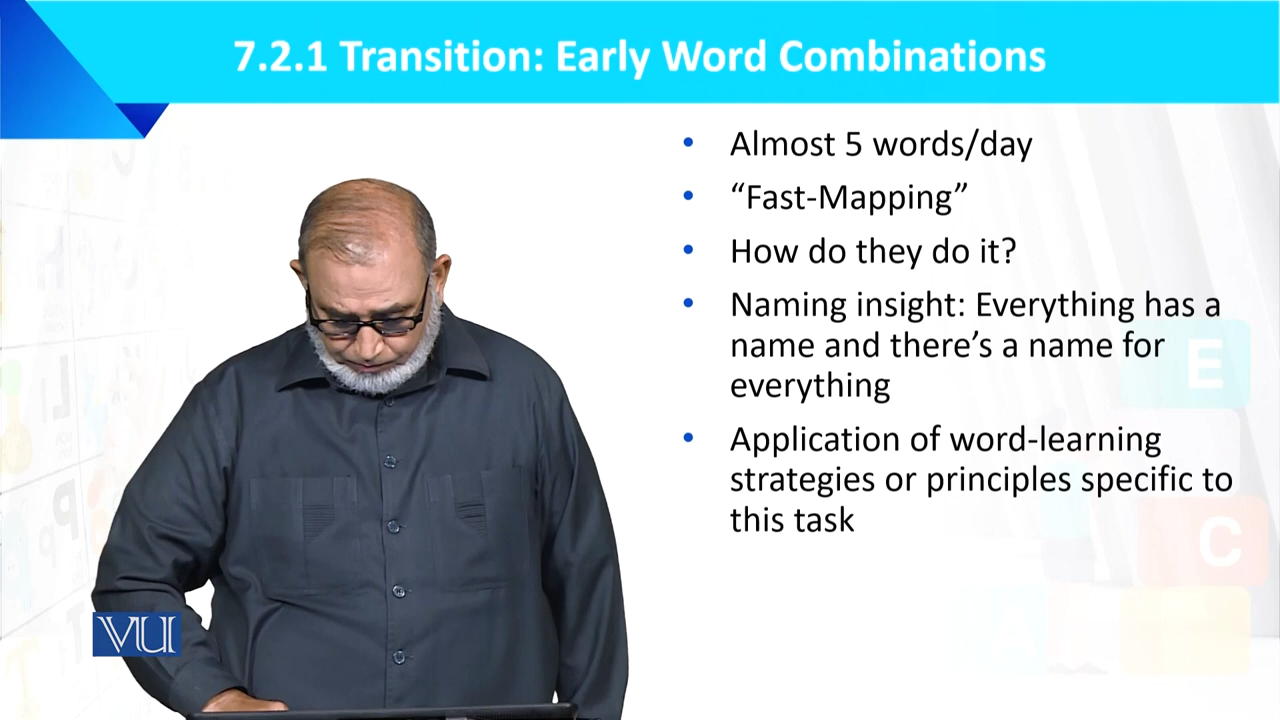 7.2.1 Transition: Early Word Combinations
• Almost 5 words/day
• “Fast-Mapping”
• How do they do it?
• Naming insight: Everything has a
name and there’s a name for
everything
• Application of word-learning
strategies or principles specific to
this task
VU
E
C